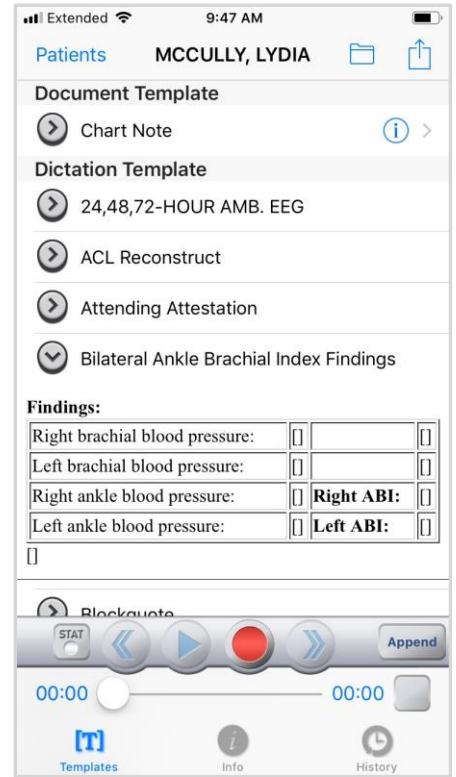 Extended 9:47 AM
Patients MCCULLY, LYDIA
Document Template
Chart Note i
Dictation Template
24,48,72-HOUR AMB. EEG
ACL Reconstruct
Attending Attestation
Bilateral Ankle Brachial Index Findings
Findings:
Right brachial blood pressure: [] []
Left brachial blood pressure: [] []
Right ankle blood pressure: [] Right ABI: []
Left ankle blood pressure: [] Left ABI: []
[]
Blockquote
STAT Append
00:00 00:00
[T] i
Templates Info History